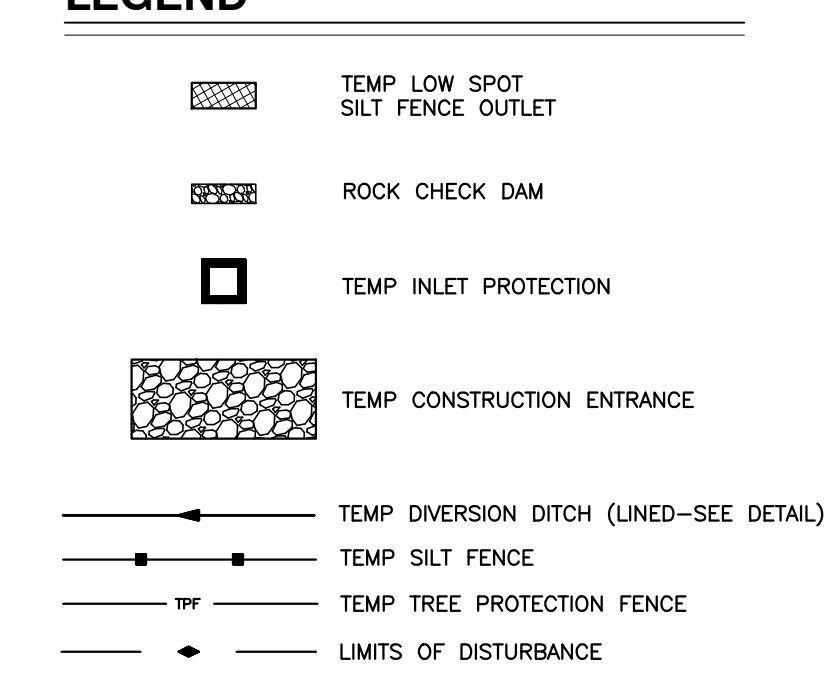 LEGEND
TEMP LOW SPOT
SILT FENCE OUTLET
ROCK CHECK DAM
TEMP INLET PROTECTION
TEMP CONSTRUCTION ENTRANCE
TEMP DIVERSION DITCH (LINED-SEE DETAIL)
TEMP SILT FENCE
TPF TEMP TREE PROTECTION FENCE
LIMITS OF DISTURBANCE